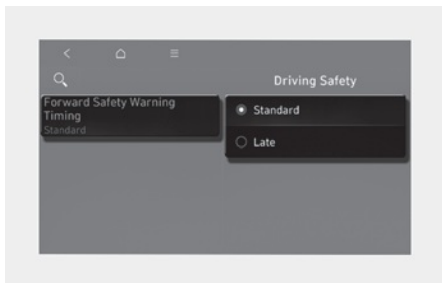 Driving Safety
Forward Safety Warning
Timing
Standard
Standard
Late